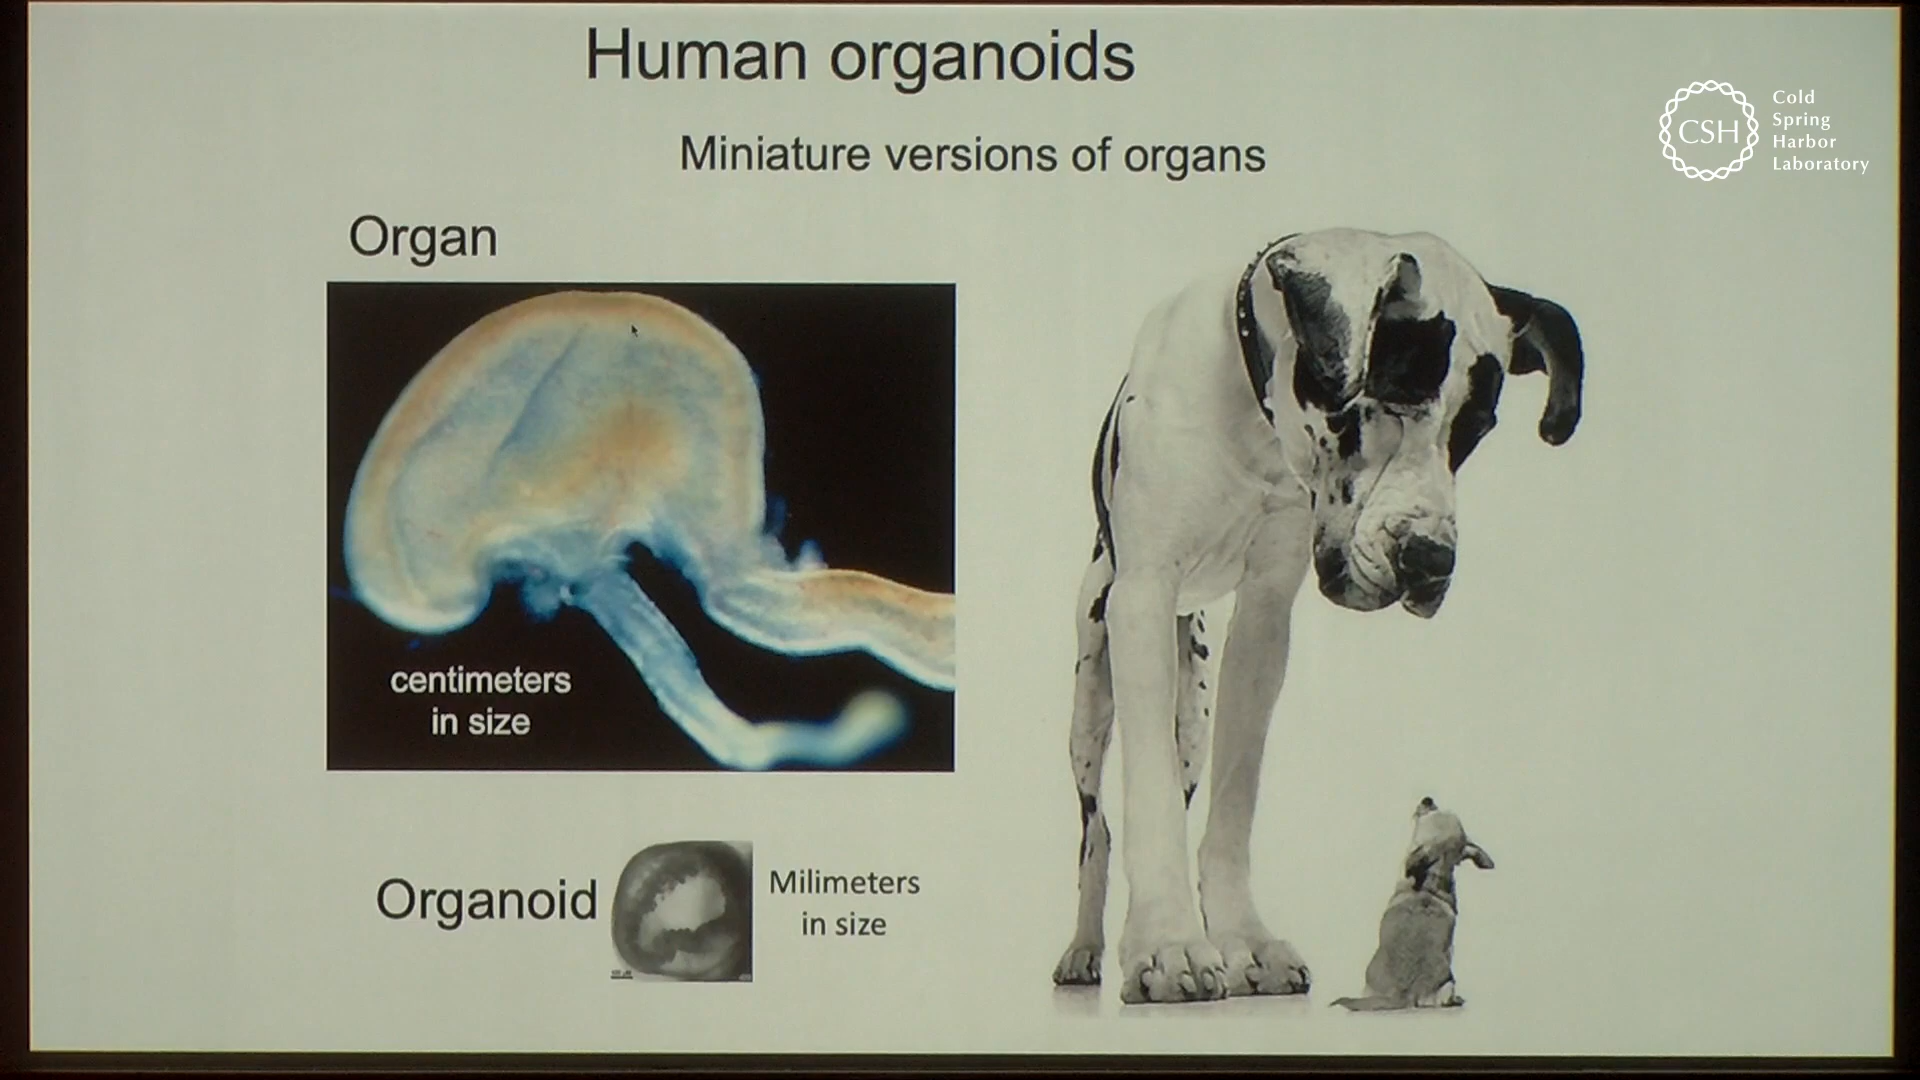 Human organoids
Miniature versions of organs
CSH
Cold
Spring
Harbor
Laboratory
Organ
centimeters
in size
Organoid
Milimeters
in size